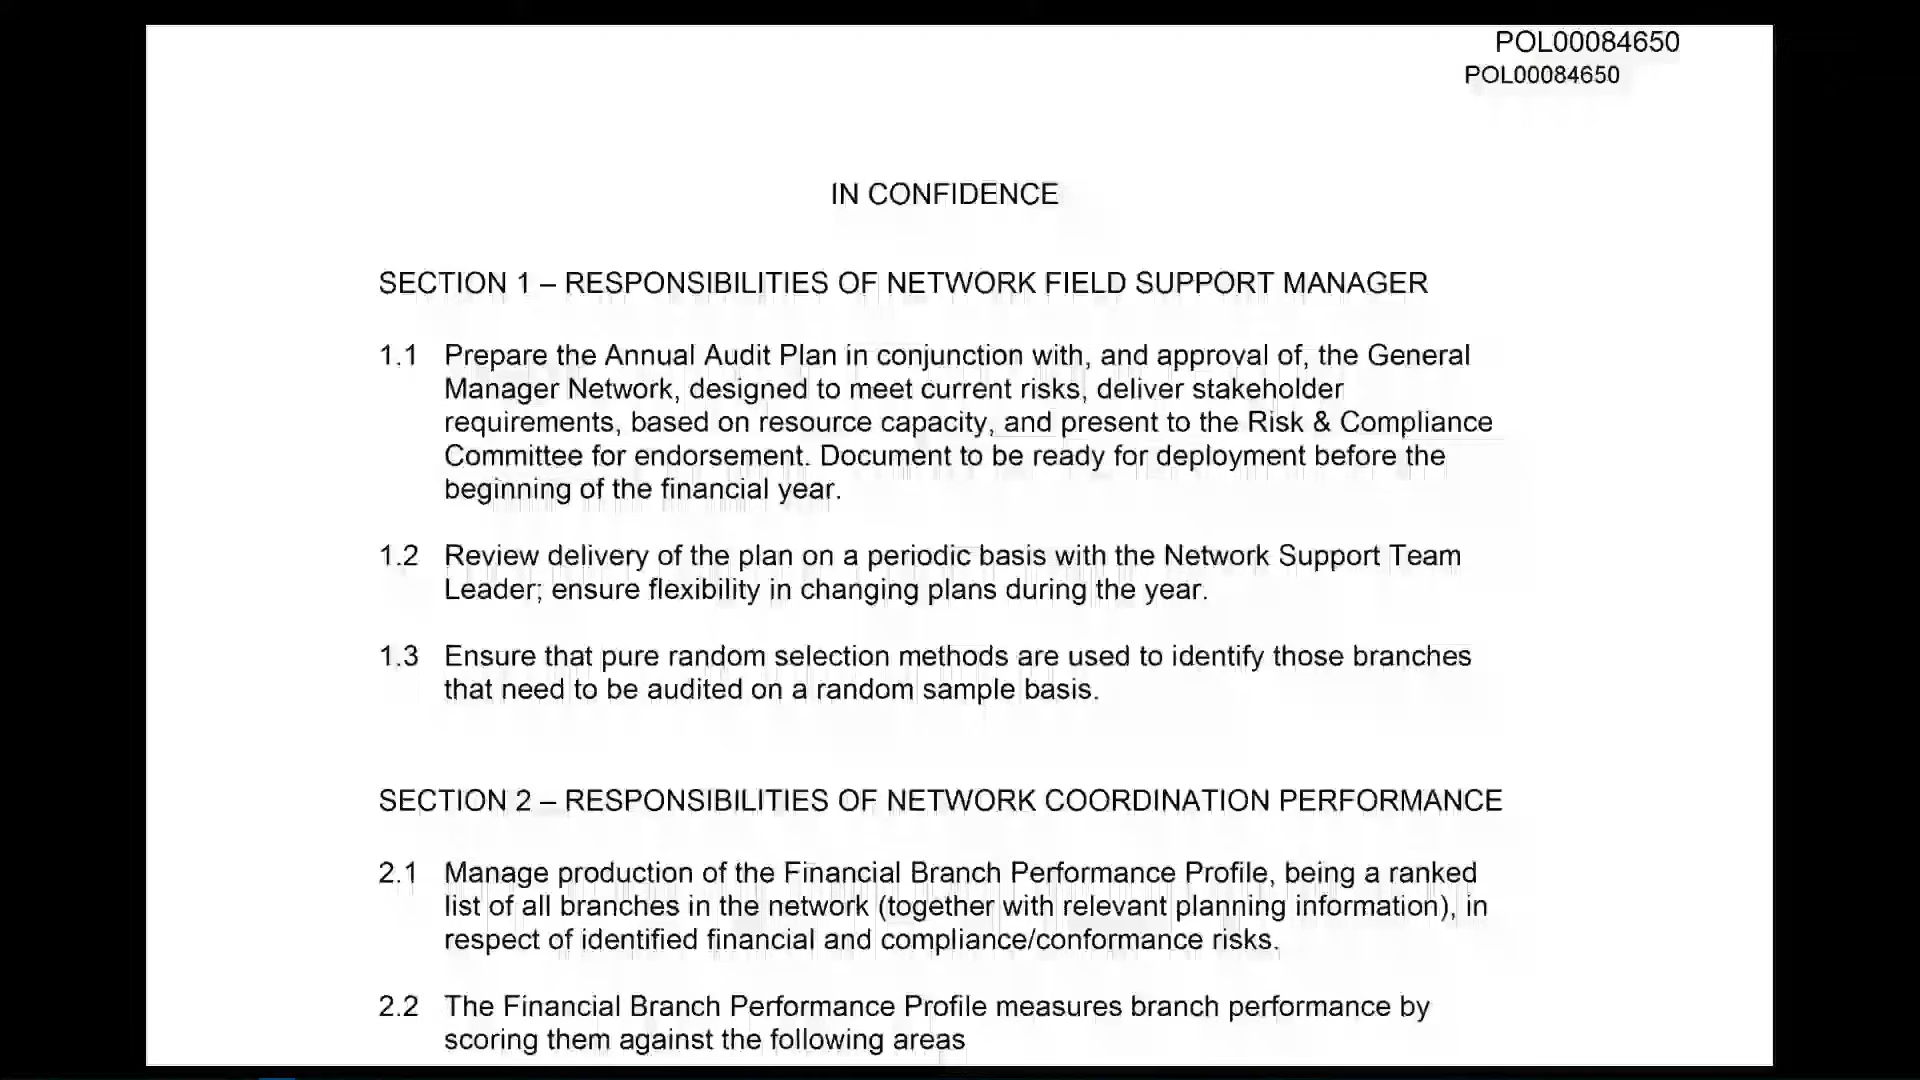 POL00084650
POL00084650
IN CONFIDENCE
SECTION 1 – RESPONSIBILITIES OF NETWORK FIELD SUPPORT MANAGER
1.1 Prepare the Annual Audit Plan in conjunction with, and approval of, the General
Manager Network, designed to meet current risks, deliver stakeholder
requirements, based on resource capacity, and present to the Risk & Compliance
Committee for endorsement. Document to be ready for deployment before the
beginning of the financial year.
1.2 Review delivery of the plan on a periodic basis with the Network Support Team
Leader; ensure flexibility in changing plans during the year.
1.3 Ensure that pure random selection methods are used to identify those branches
that need to be audited on a random sample basis.
SECTION 2 – RESPONSIBILITIES OF NETWORK COORDINATION PERFORMANCE
2.1 Manage production of the Financial Branch Performance Profile, being a ranked
list of all branches in the network (together with relevant planning information), in
respect of identified financial and compliance/conformance risks.
2.2 The Financial Branch Performance Profile measures branch performance by
scoring them against the following areas